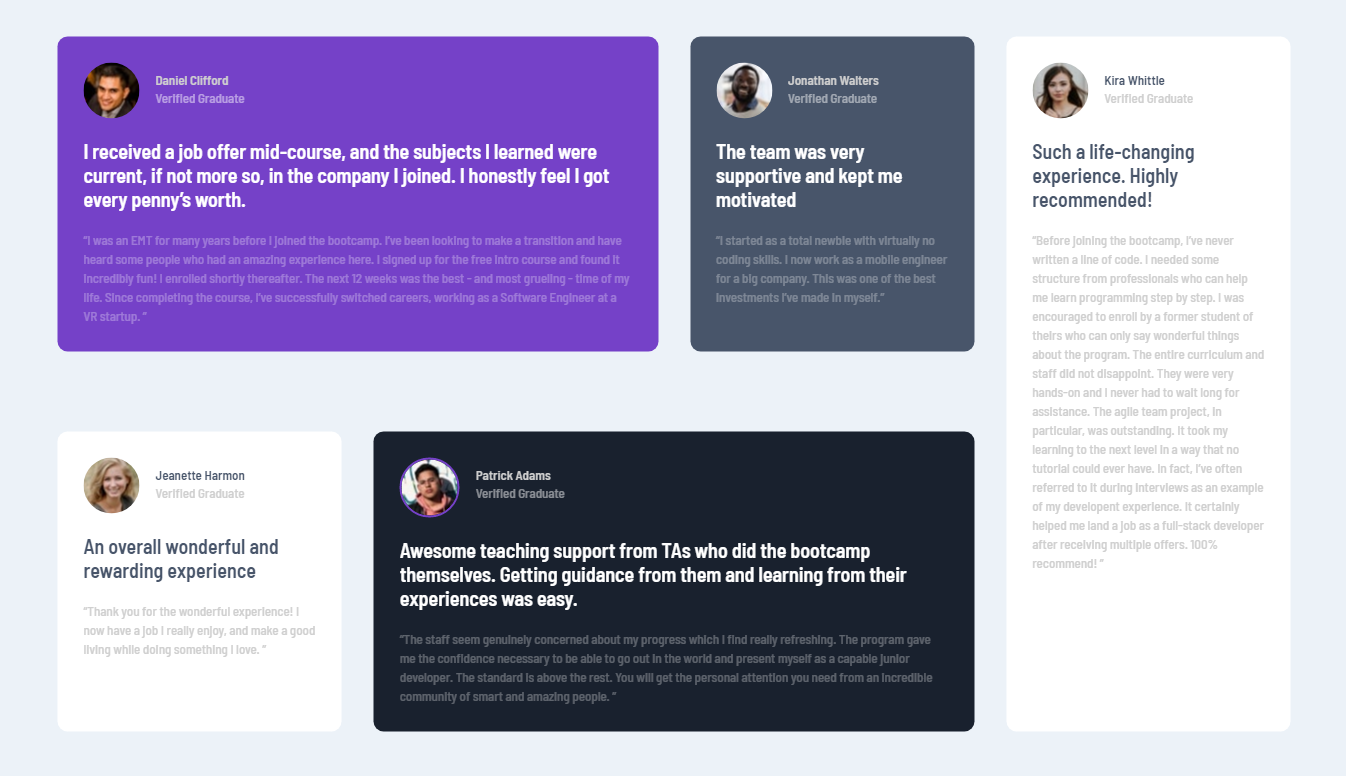 Daniel Clifford
Verified Graduate
I received a job offer mid-course, and the subjects I learned were
current, if not more so, in the company I joined. I honestly feel I got
every penny’s worth.
“I was an EMT for many years before I joined the bootcamp. I’ve been looking to make a transition and have
heard some people who had an amazing experience here. I signed up for the free intro course and found it
incredibly fun! I enrolled shortly thereafter. The next 12 weeks was the best - and most grueling - time of my
life. Since completing the course, I’ve successfully switched careers, working as a Software Engineer at a
VR startup. ”
Jonathan Walters
Verified Graduate
The team was very
supportive and kept me
motivated
“I started as a total newbie with virtually no
coding skills. I now work as a mobile engineer
for a big company. This was one of the best
investments I’ve made in myself.”
Kira Whittle
Verified Graduate
Such a life-changing
experience. Highly
recommended!
“Before joining the bootcamp, I’ve never
written a line of code. I needed some
structure from professionals who can help
me learn programming step by step. I was
encouraged to enroll by a former student of
theirs who can only say wonderful things
about the program. The entire curriculum and
staff did not disappoint. They were very
hands-on and I never had to wait long for
assistance. The agile team project, in
particular, was outstanding. It took my
learning to the next level in a way that no
tutorial could ever have. In fact, I’ve often
referred to it during interviews as an example
of my developent experience. It certainly
helped me land a job as a full-stack developer
after receiving multiple offers. 100%
recommend! ”
Jeanette Harmon
Verified Graduate
An overall wonderful and
rewarding experience
“Thank you for the wonderful experience! I
now have a job I really enjoy, and make a good
living while doing something I love. ”
Patrick Adams
Verified Graduate
Awesome teaching support from TAs who did the bootcamp
themselves. Getting guidance from them and learning from their
experiences was easy.
“The staff seem genuinely concerned about my progress which I find really refreshing. The program gave
me the confidence necessary to be able to go out in the world and present myself as a capable junior
developer. The standard is above the rest. You will get the personal attention you need from an incredible
community of smart and amazing people. ”